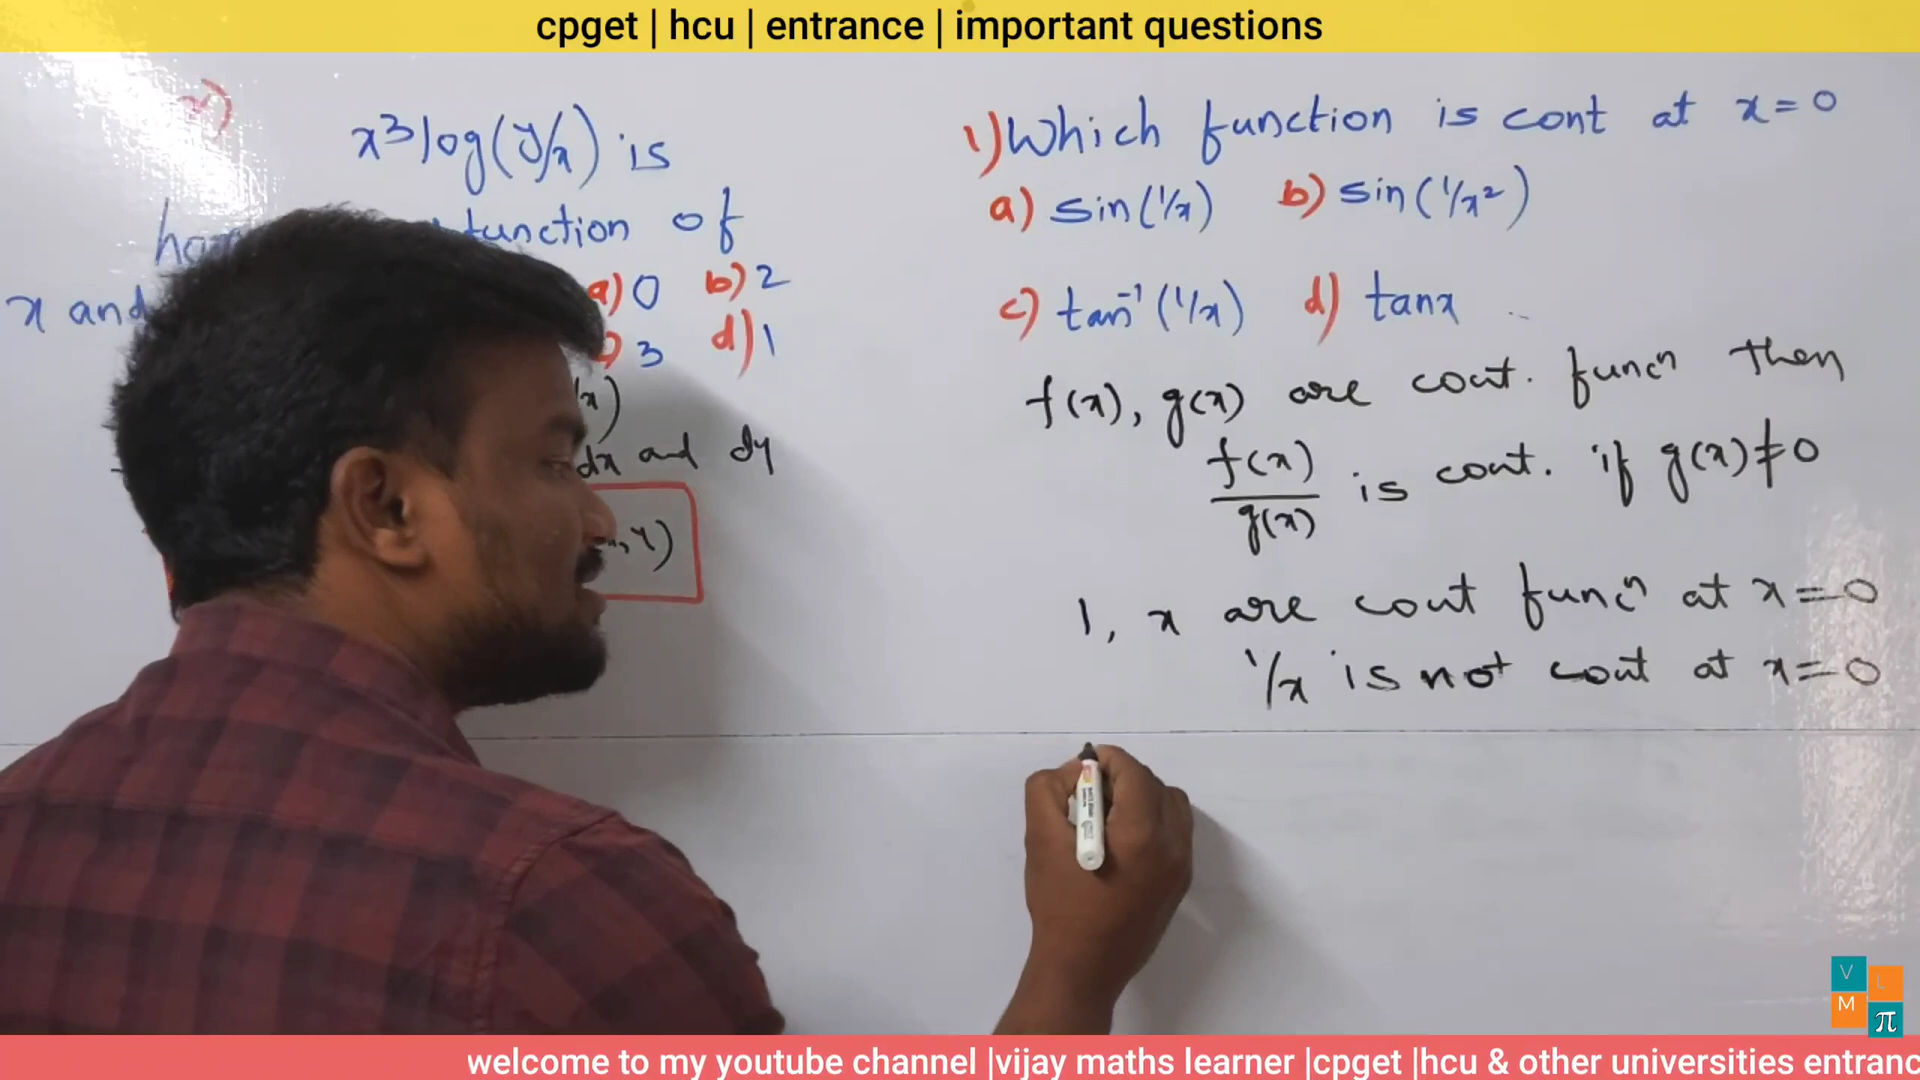 cpget | hcu | entrance | important questions
x³ log(y/x) is
function of
x and
a) 0 b) 2
3 d) 1
/x)
dx and dy
, y)
1) Which function is cont at x=0
a) sin(1/x) b) sin(1/x²)
c) tan⁻¹(1/x) d) tanx
f(x), g(x) are cont. funcⁿ then
f(x)/g(x) is cont. if g(x)≠0
1, x are cont funcⁿ at x=0
1/x is not cont at x=0
V L
M π
welcome to my youtube channel |vijay maths learner |cpget |hcu & other universities entranc